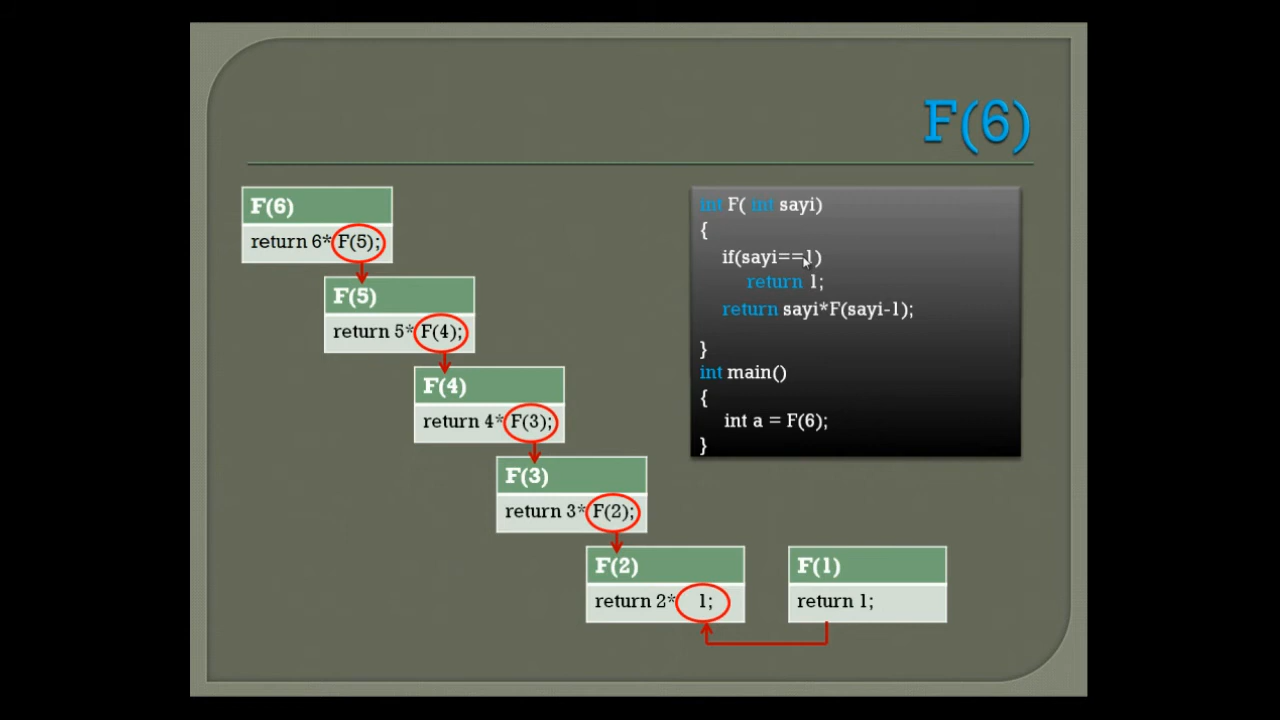 F(6)
F(6)
return 6* F(5);
F(5)
return 5* F(4);
F(4)
return 4* F(3);
F(3)
return 3* F(2);
F(2)
return 2* 1;
F(1)
return 1;
int F( int sayi)
{
if(sayi==1)
return 1;
return sayi*F(sayi-1);
}
int main()
{
int a = F(6);
}